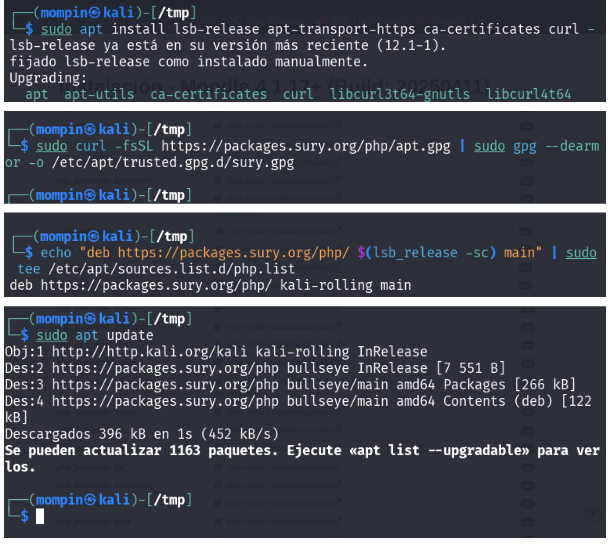 (mompin㉿kali)-[/tmp]
$ sudo apt install lsb-release apt-transport-https ca-certificates curl -
lsb-release ya está en su versión más reciente (12.1-1).
fijado lsb-release como instalado manualmente.
Upgrading:
apt apt-utils ca-certificates curl libcurl3t64-gnutls libcurl4t64
(mompin㉿kali)-[/tmp]
$ sudo curl -fsSL https://packages.sury.org/php/apt.gpg | sudo gpg --dearm
or -o /etc/apt/trusted.gpg.d/sury.gpg
(mompin㉿kali)-[/tmp]
(mompin㉿kali)-[/tmp]
$ echo "deb https://packages.sury.org/php/ $(lsb_release -sc) main" | sudo
tee /etc/apt/sources.list.d/php.list
deb https://packages.sury.org/php/ kali-rolling main
(mompin㉿kali)-[/tmp]
$ sudo apt update
Obj:1 http://http.kali.org/kali kali-rolling InRelease
Des:2 https://packages.sury.org/php bullseye InRelease [7 551 B]
Des:3 https://packages.sury.org/php bullseye/main amd64 Packages [266 kB]
Des:4 https://packages.sury.org/php bullseye/main amd64 Contents (deb) [122
kB]
Descargados 396 kB en 1s (452 kB/s)
Se pueden actualizar 1163 paquetes. Ejecute «apt list --upgradable» para ver
los.
(mompin㉿kali)-[/tmp]
$